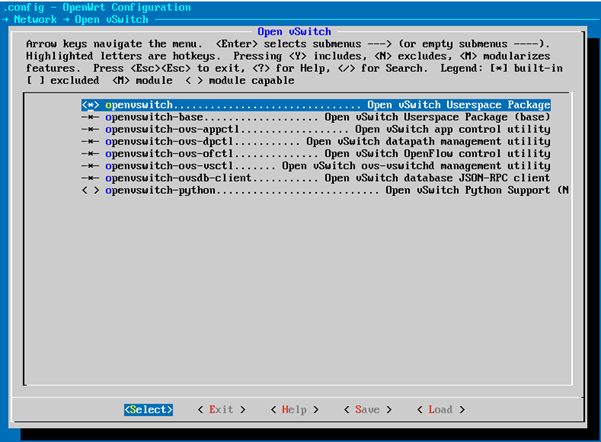 .config - OpenWrt Configuration
→ Network → Open vSwitch
Open vSwitch
Arrow keys navigate the menu.  <Enter> selects submenus ---> (or empty submenus ----).
Highlighted letters are hotkeys.  Pressing <Y> includes, <N> excludes, <M> modularizes
features.  Press <Esc><Esc> to exit, <?> for Help, </> for Search.  Legend: [*] built-in
[ ] excluded  <M> module  < > module capable
<*> openvswitch............................... Open vSwitch Userspace Package
-*- openvswitch-base.................... Open vSwitch Userspace Package (base)
-*- openvswitch-ovs-appctl................... Open vSwitch app control utility
-*- openvswitch-ovs-dpctl........... Open vSwitch datapath management utility
-*- openvswitch-ovs-ofctl............. Open vSwitch OpenFlow control utility
-*- openvswitch-ovs-vsctl....... Open vSwitch ovs-vswitchd management utility
-*- openvswitch-ovsdb-client........... Open vSwitch database JSON-RPC client
< > openvswitch-python............................ Open vSwitch Python Support (N
<Select>    < Exit >    < Help >    < Save >    < Load >